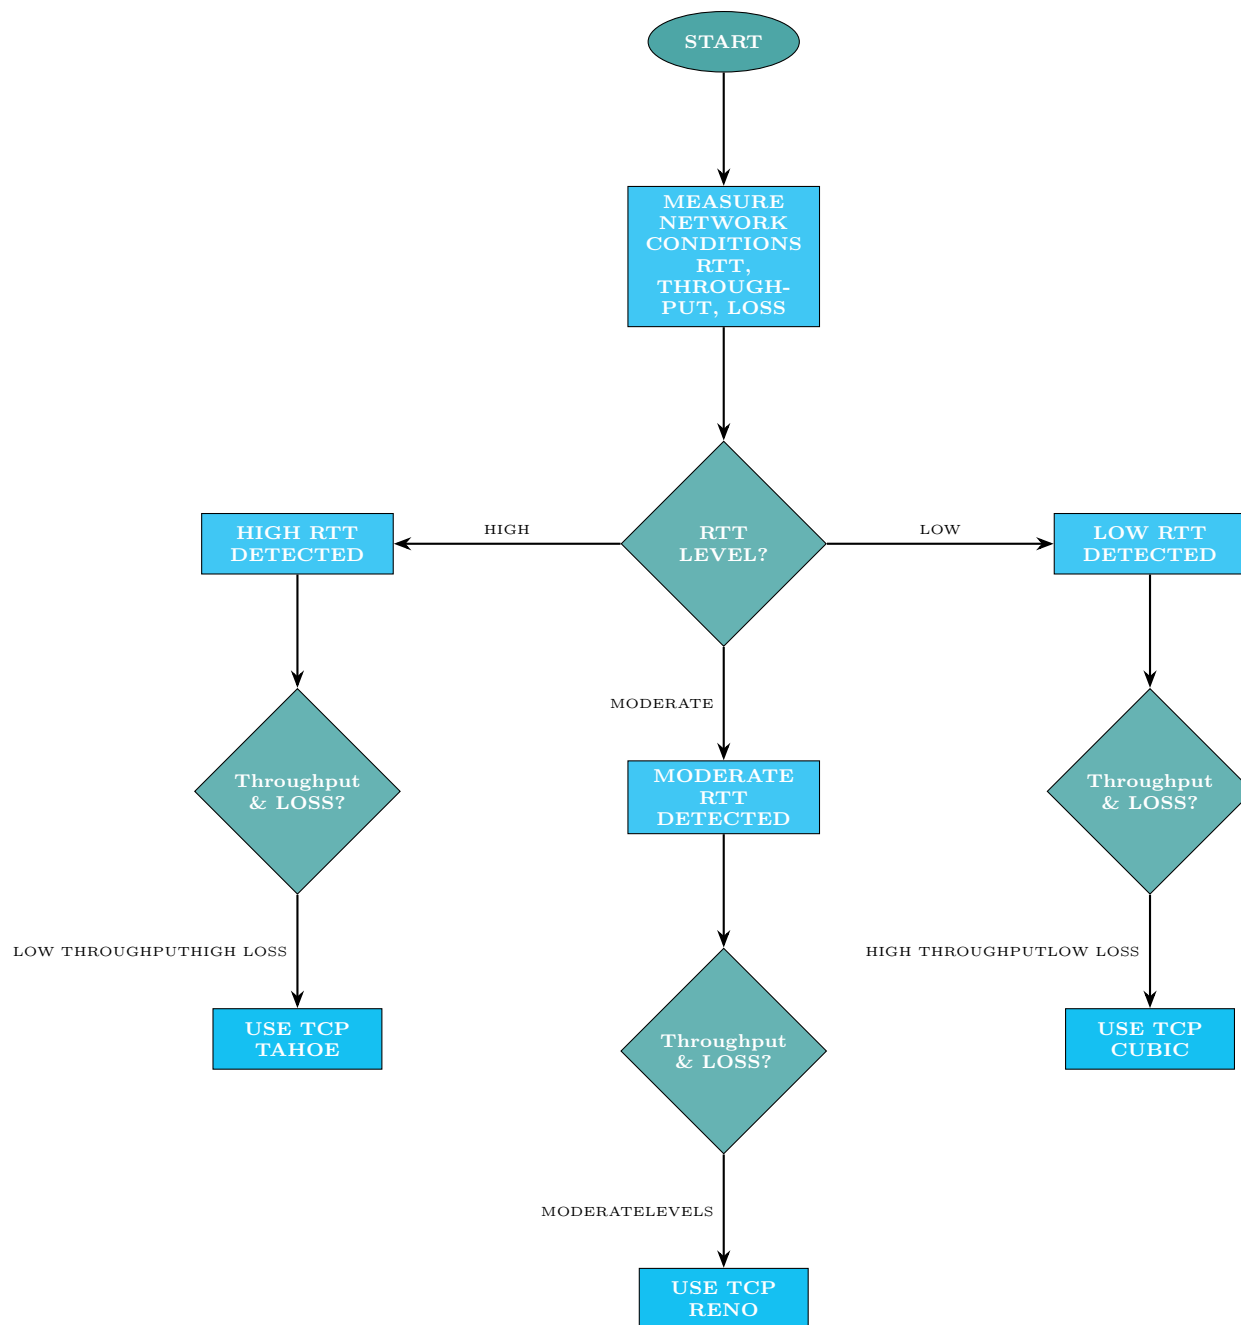 START
MEASURE
NETWORK
CONDITIONS
RTT,
THROUGH-
PUT, LOSS
RTT
LEVEL?
HIGH
LOW
HIGH RTT
DETECTED
LOW RTT
DETECTED
MODERATE
MODERATE
RTT
DETECTED
Throughput
& LOSS?
Throughput
& LOSS?
LOW THROUGHPUTHIGH LOSS
HIGH THROUGHPUTLOW LOSS
USE TCP
TAHOE
Throughput
& LOSS?
USE TCP
CUBIC
MODERATELEVELS
USE TCP
RENO